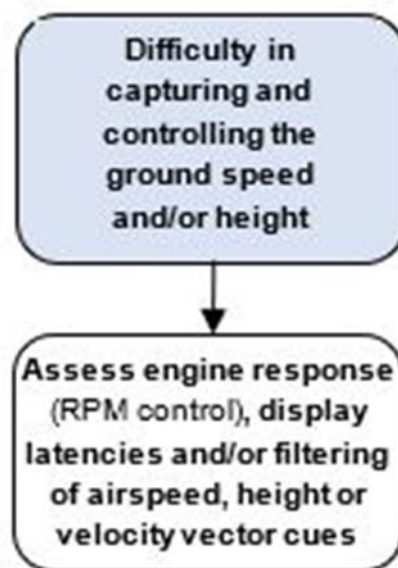 Difficulty in
capturing and
controlling the
ground speed
and/or height
Assess engine response
(RPM control), display
latencies and/or filtering
of airspeed, height or
velocity vector cues